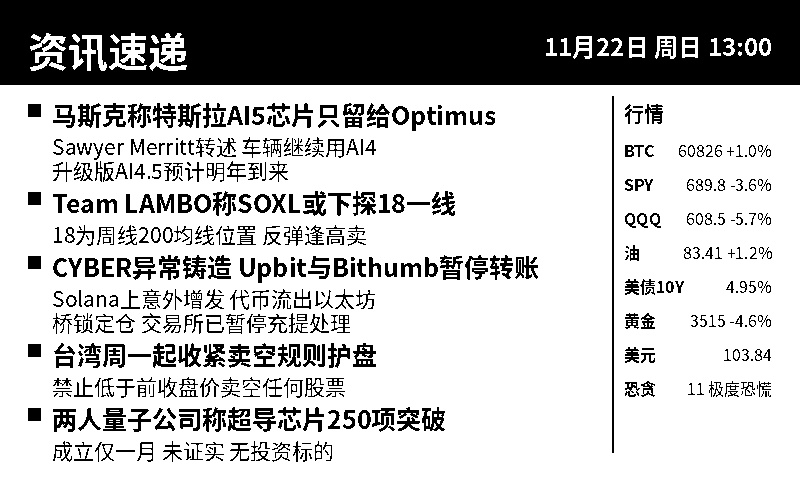 资讯速递
11月22日 周日 13:00
马斯克称特斯拉AI5芯片只留给Optimus
Sawyer Merritt转述 车辆继续用AI4
升级版AI4.5预计明年到来
Team LAMBO称SOXL或下探18一线
18为周线200均线位置 反弹逢高卖
CYBER异常铸造 Upbit与Bithumb暂停转账
Solana上意外增发 代币流出以太坊
桥锁定仓 交易所已暂停充提处理
台湾周一起收紧卖空规则护盘
禁止低于前收盘价卖空任何股票
两人量子公司称超导芯片250项突破
成立仅一月 未证实 无投资标的
行情
BTC 60826 +1.0%
SPY 689.8 -3.6%
QQQ 608.5 -5.7%
油 83.41 +1.2%
美债10Y 4.95%
黄金 3515 -4.6%
美元 103.84
恐贪 11 极度恐慌